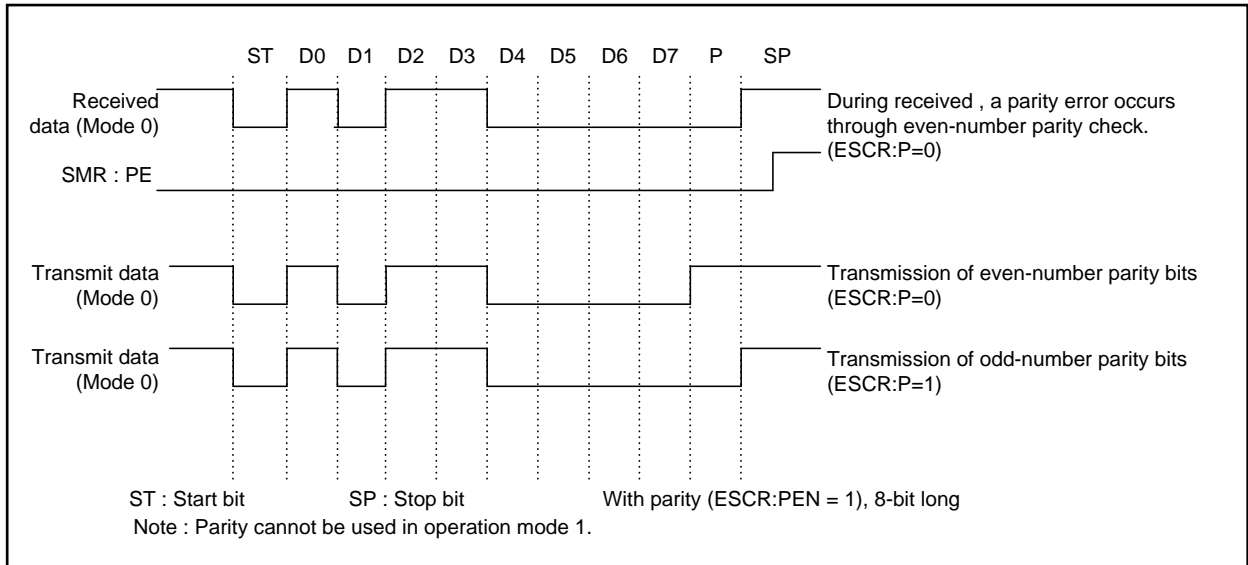 ST D0 D1 D2 D3 D4 D5 D6 D7 P SP
Received
data (Mode 0)
During received , a parity error occurs
through even-number parity check.
(ESCR:P=0)
SMR : PE
Transmit data
(Mode 0)
Transmission of even-number parity bits
(ESCR:P=0)
Transmit data
(Mode 0)
Transmission of odd-number parity bits
(ESCR:P=1)
ST : Start bit SP : Stop bit With parity (ESCR:PEN = 1), 8-bit long
Note : Parity cannot be used in operation mode 1.